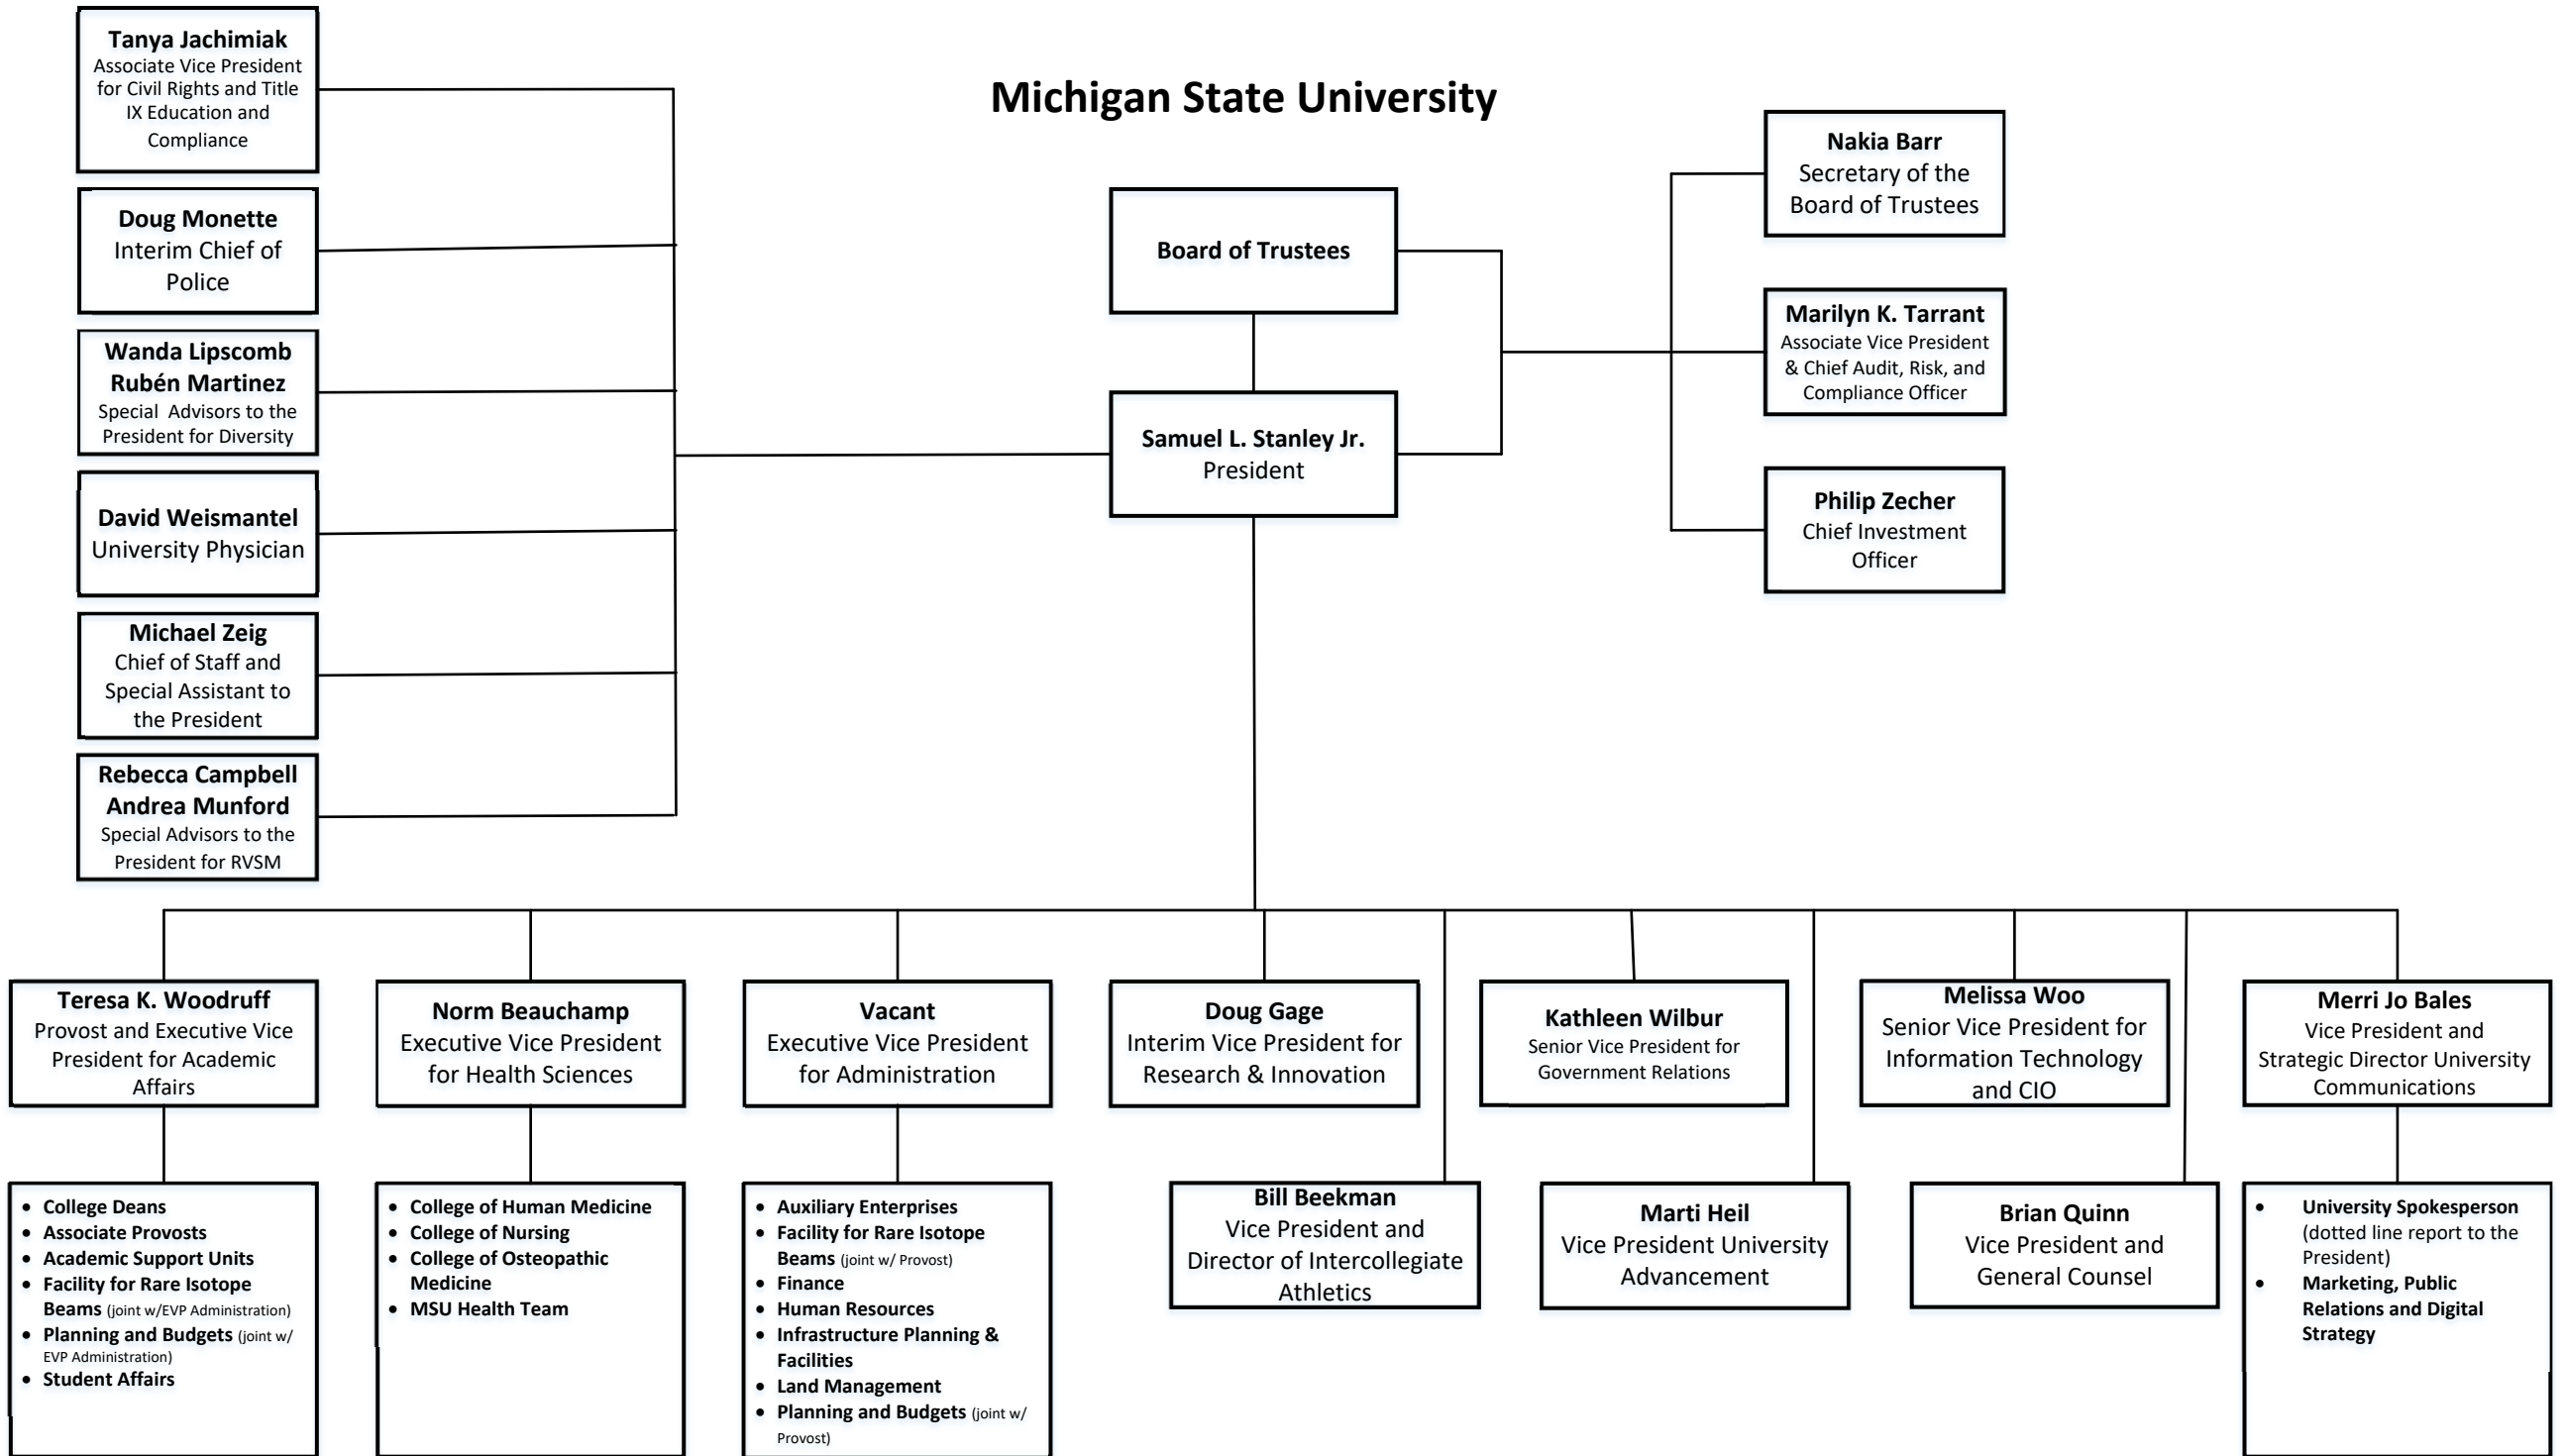 Michigan State University
Tanya Jachimiak
Associate Vice President
for Civil Rights and Title
IX Education and
Compliance
Doug Monette
Interim Chief of
Police
Wanda Lipscomb
Rubén Martinez
Special Advisors to the
President for Diversity
David Weismantel
University Physician
Michael Zeig
Chief of Staff and
Special Assistant to
the President
Rebecca Campbell
Andrea Munford
Special Advisors to the
President for RVSM
Board of Trustees
Samuel L. Stanley Jr.
President
Nakia Barr
Secretary of the
Board of Trustees
Marilyn K. Tarrant
Associate Vice President
& Chief Audit, Risk, and
Compliance Officer
Philip Zecher
Chief Investment
Officer
Teresa K. Woodruff
Provost and Executive Vice
President for Academic
Affairs
Norm Beauchamp
Executive Vice President
for Health Sciences
Vacant
Executive Vice President
for Administration
Doug Gage
Interim Vice President for
Research & Innovation
Kathleen Wilbur
Senior Vice President for
Government Relations
Melissa Woo
Senior Vice President for
Information Technology
and CIO
Merri Jo Bales
Vice President and
Strategic Director University
Communications
• College Deans
• Associate Provosts
• Academic Support Units
• Facility for Rare Isotope
Beams (joint w/EVP Administration)
• Planning and Budgets (joint w/
EVP Administration)
• Student Affairs
• College of Human Medicine
• College of Nursing
• College of Osteopathic
Medicine
• MSU Health Team
• Auxiliary Enterprises
• Facility for Rare Isotope
Beams (joint w/ Provost)
• Finance
• Human Resources
• Infrastructure Planning &
Facilities
• Land Management
• Planning and Budgets (joint w/
Provost)
Bill Beekman
Vice President and
Director of Intercollegiate
Athletics
Marti Heil
Vice President University
Advancement
Brian Quinn
Vice President and
General Counsel
• University Spokesperson
(dotted line report to the
President)
• Marketing, Public
Relations and Digital
Strategy